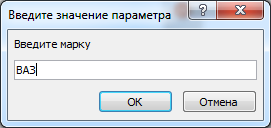 Введите значение параметра
Введите марку
ВАЗ
ОК
Отмена